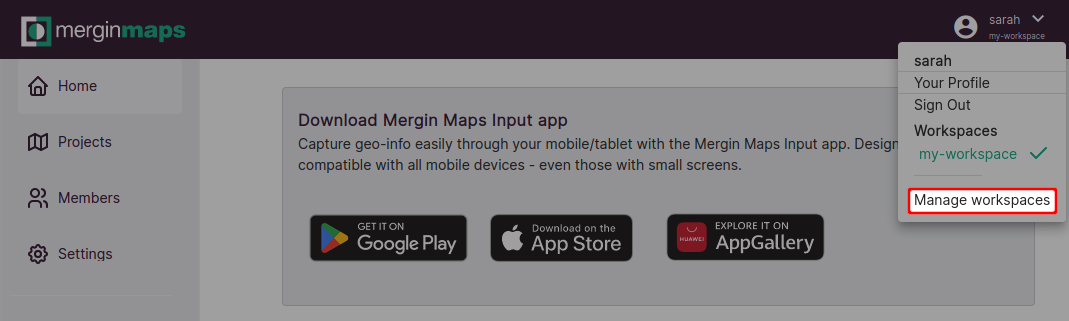 merginmaps
sarah
my-workspace
Home
Projects
Members
Settings
Download Mergin Maps Input app
Capture geo-info easily through your mobile/tablet with the Mergin Maps Input app. Design
compatible with all mobile devices - even those with small screens.
GET IT ON
Google Play
Download on the
App Store
HUAWEI
EXPLORE IT ON
AppGallery
sarah
Your Profile
Sign Out
Workspaces
my-workspace
Manage workspaces